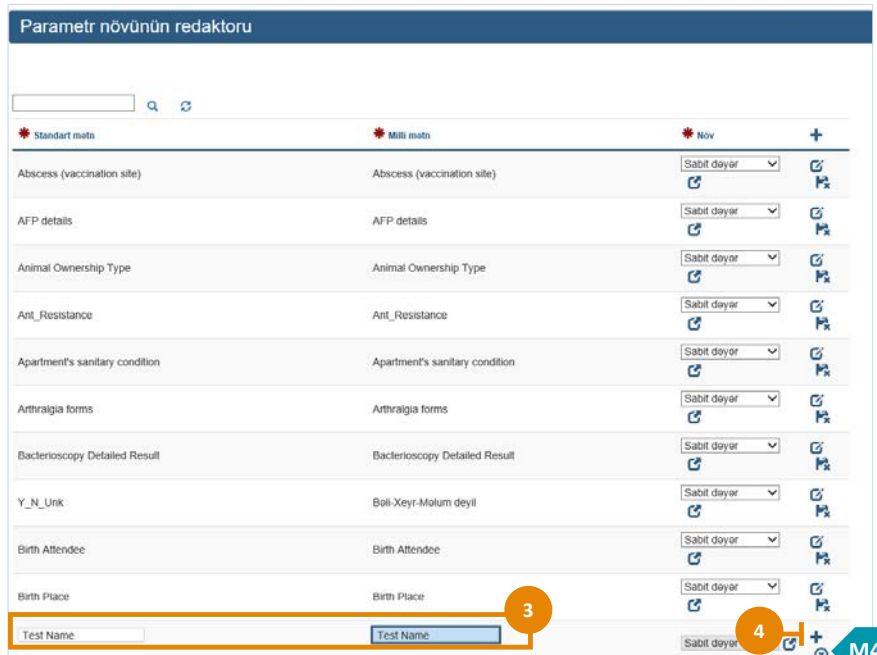 Parametr növünün redaktoru
Standart mətn Milli mətn Növ
Abscess (vaccination site) Abscess (vaccination site) Sabit dəyər
AFP details AFP details Sabit dəyər
Animal Ownership Type Animal Ownership Type Sabit dəyər
Ant_Resistance Ant_Resistance Sabit dəyər
Apartment's sanitary condition Apartment's sanitary condition Sabit dəyər
Arthralgia forms Arthralgia forms Sabit dəyər
Bacterioscopy Detailed Result Bacterioscopy Detailed Result Sabit dəyər
Y_N_Unk Bəli-Xeyr-Məlum deyil Sabit dəyər
Birth Attendee Birth Attendee Sabit dəyər
Birth Place Birth Place Sabit dəyər
3
Test Name Test Name Sabit dəyər 4